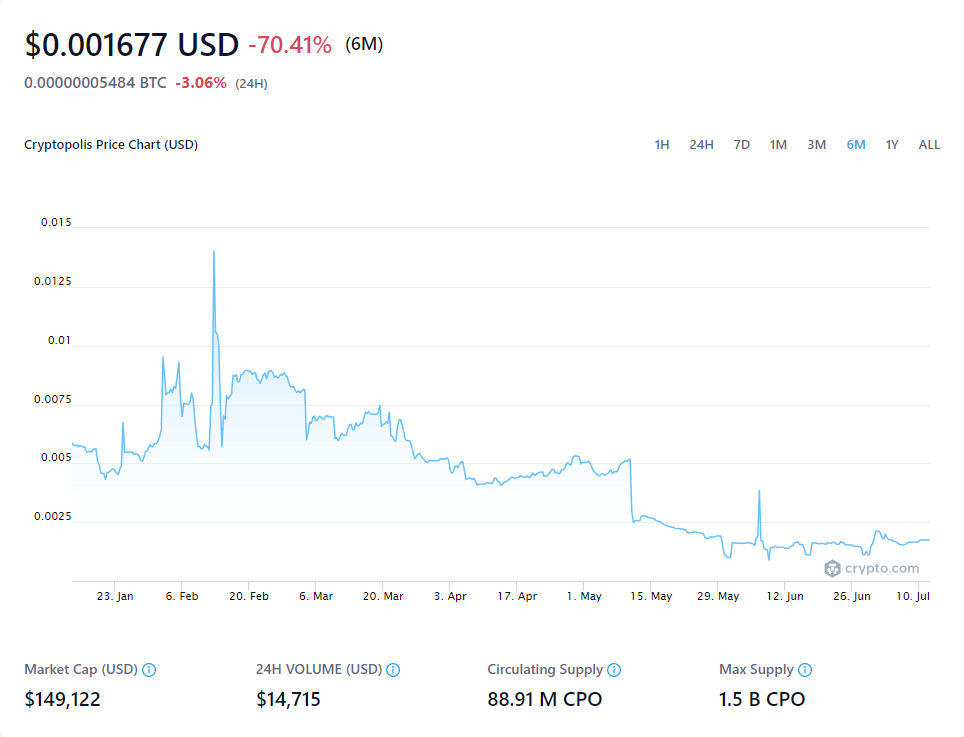 $0.001677 USD -70.41% (6M)
0.00000005484 BTC -3.06% (24H)
Cryptopolis Price Chart (USD) 1H 24H 7D 1M 3M 6M 1Y ALL
0.015
0.0125
0.01
0.0075
0.005
0.0025
crypto.com
23. Jan 6. Feb 20. Feb 6. Mar 20. Mar 3. Apr 17. Apr 1. May 15. May 29. May 12. Jun 26. Jun 10. Jul
Market Cap (USD) 24H VOLUME (USD) Circulating Supply Max Supply
$149,122 $14,715 88.91 M CPO 1.5 B CPO